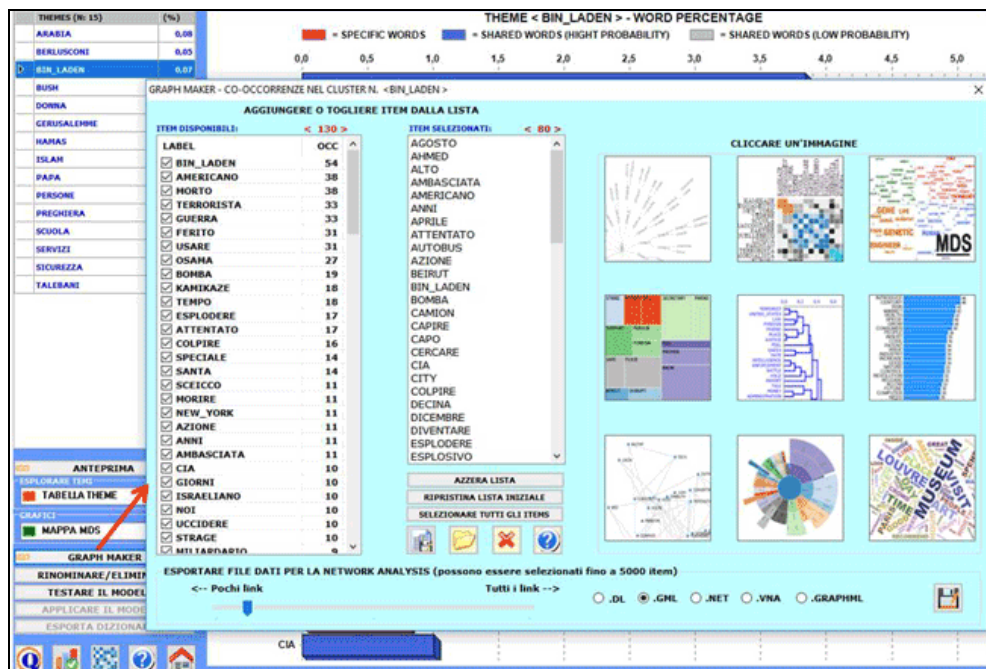 THEMES (N: 15) (%)
ARABIA 0,08
BERLUSCONI 0,05
BIN_LADEN 0,07
BUSH
DONNA
GERUSALEMME
HAMAS
ISLAM
PAPA
PERSONE
PREGHIERA
SCUOLA
SERVIZI
SICUREZZA
TALEBANI
THEME < BIN_LADEN > - WORD PERCENTAGE
= SPECIFIC WORDS = SHARED WORDS (HIGHT PROBABILITY) = SHARED WORDS (LOW PROBABILITY)
0,0 0,5 1,0 1,5 2,0 2,5 3,0 3,5 4,0 4,5 5,0
GRAPH MAKER - CO-OCCORRENZE NEL CLUSTER N. <BIN_LADEN >
AGGIUNGERE O TOGLIERE ITEM DALLA LISTA
ITEM DISPONIBILI: < 130 >
LABEL OCC
BIN_LADEN 54
AMERICANO 38
MORTO 38
TERRORISTA 33
GUERRA 33
FERITO 31
USARE 31
OSAMA 27
BOMBA 19
KAMIKAZE 18
TEMPO 18
ESPLODERE 17
ATTENTATO 17
COLPIRE 16
SPECIALE 14
SANTA 14
SCEICCO 11
MORIRE 11
NEW_YORK 11
AZIONE 11
ANNI 11
AMBASCIATA 11
CIA 10
GIORNI 10
ISRAELIANO 10
NOI 10
UCCIDERE 10
STRAGE 10
MILIARDARIO 9
ITEM SELEZIONATI: < 80 >
AGOSTO
AHMED
ALTO
AMBASCIATA
AMERICANO
ANNI
APRILE
ATTENTATO
AUTOBUS
AZIONE
BEIRUT
BIN_LADEN
BOMBA
CAMION
CAPIRE
CAPO
CERCARE
CIA
CITY
COLPIRE
DECINA
DICEMBRE
DIVENTARE
ESPLODERE
ESPLOSIVO
AZZERA LISTA
RIPRISTINA LISTA INIZIALE
SELEZIONARE TUTTI GLI ITEMS
CLICCARE UN'IMMAGINE
GENE
GENETIC
MDS
LOUVRE
MUSEUM
VISIT
ART
GREAT
ESPORTARE FILE DATI PER LA NETWORK ANALYSIS (possono essere selezionati fino a 5000 item)
<-- Pochi link Tutti i link -->
.DL .GML .NET .VNA .GRAPHML
ANTEPRIMA
ESPLORARE TEMI
TABELLA THEME
GRAFICI
MAPPA MDS
GRAPH MAKER
RINOMINARE/ELIMIN
TESTARE IL MODEL
APPLICARE IL MODE
ESPORTA DIZIONA
CIA